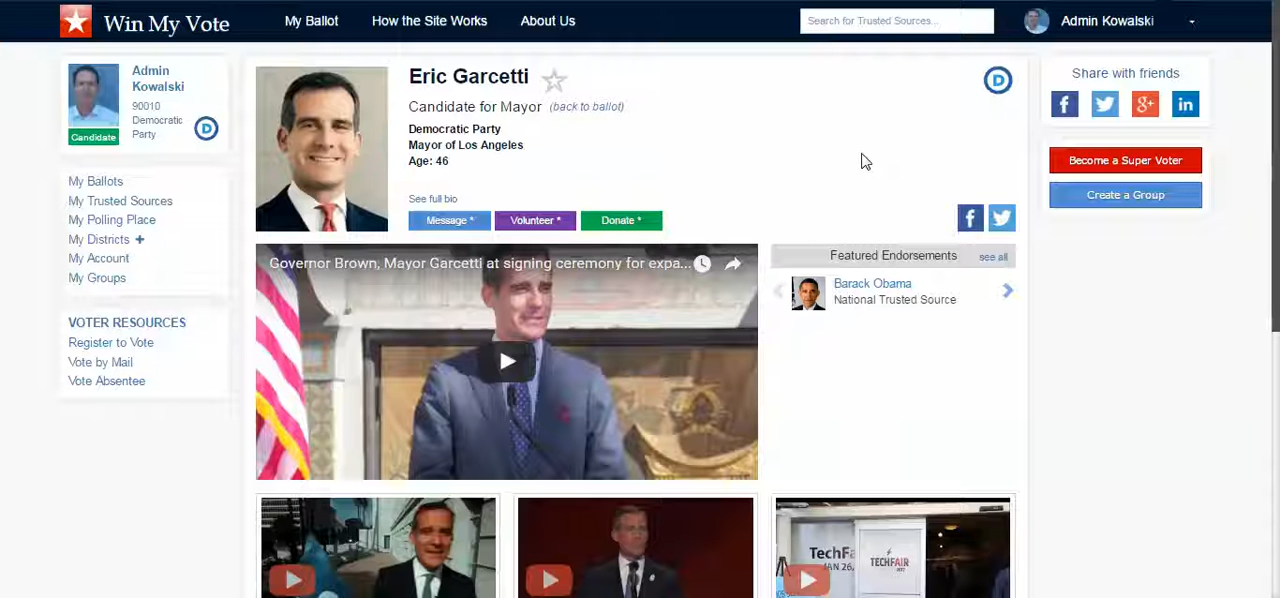 Win My Vote
My Ballot
How the Site Works
About Us
Search for Trusted Sources...
Admin Kowalski
Admin
Kowalski
90010
Democratic
Party
D
Candidate
My Ballots
My Trusted Sources
My Polling Place
My Districts +
My Account
My Groups
VOTER RESOURCES
Register to Vote
Vote by Mail
Vote Absentee
Eric Garcetti
Candidate for Mayor (back to ballot)
Democratic Party
Mayor of Los Angeles
Age: 46
See full bio
Message *
Volunteer *
Donate *
D
f
Governor Brown, Mayor Garcetti at signing ceremony for expa...
Featured Endorsements
see all
Barack Obama
National Trusted Source
TechF
JAN 26,
TECHFAIR
Share with friends
f
g+
in
Become a Super Voter
Create a Group